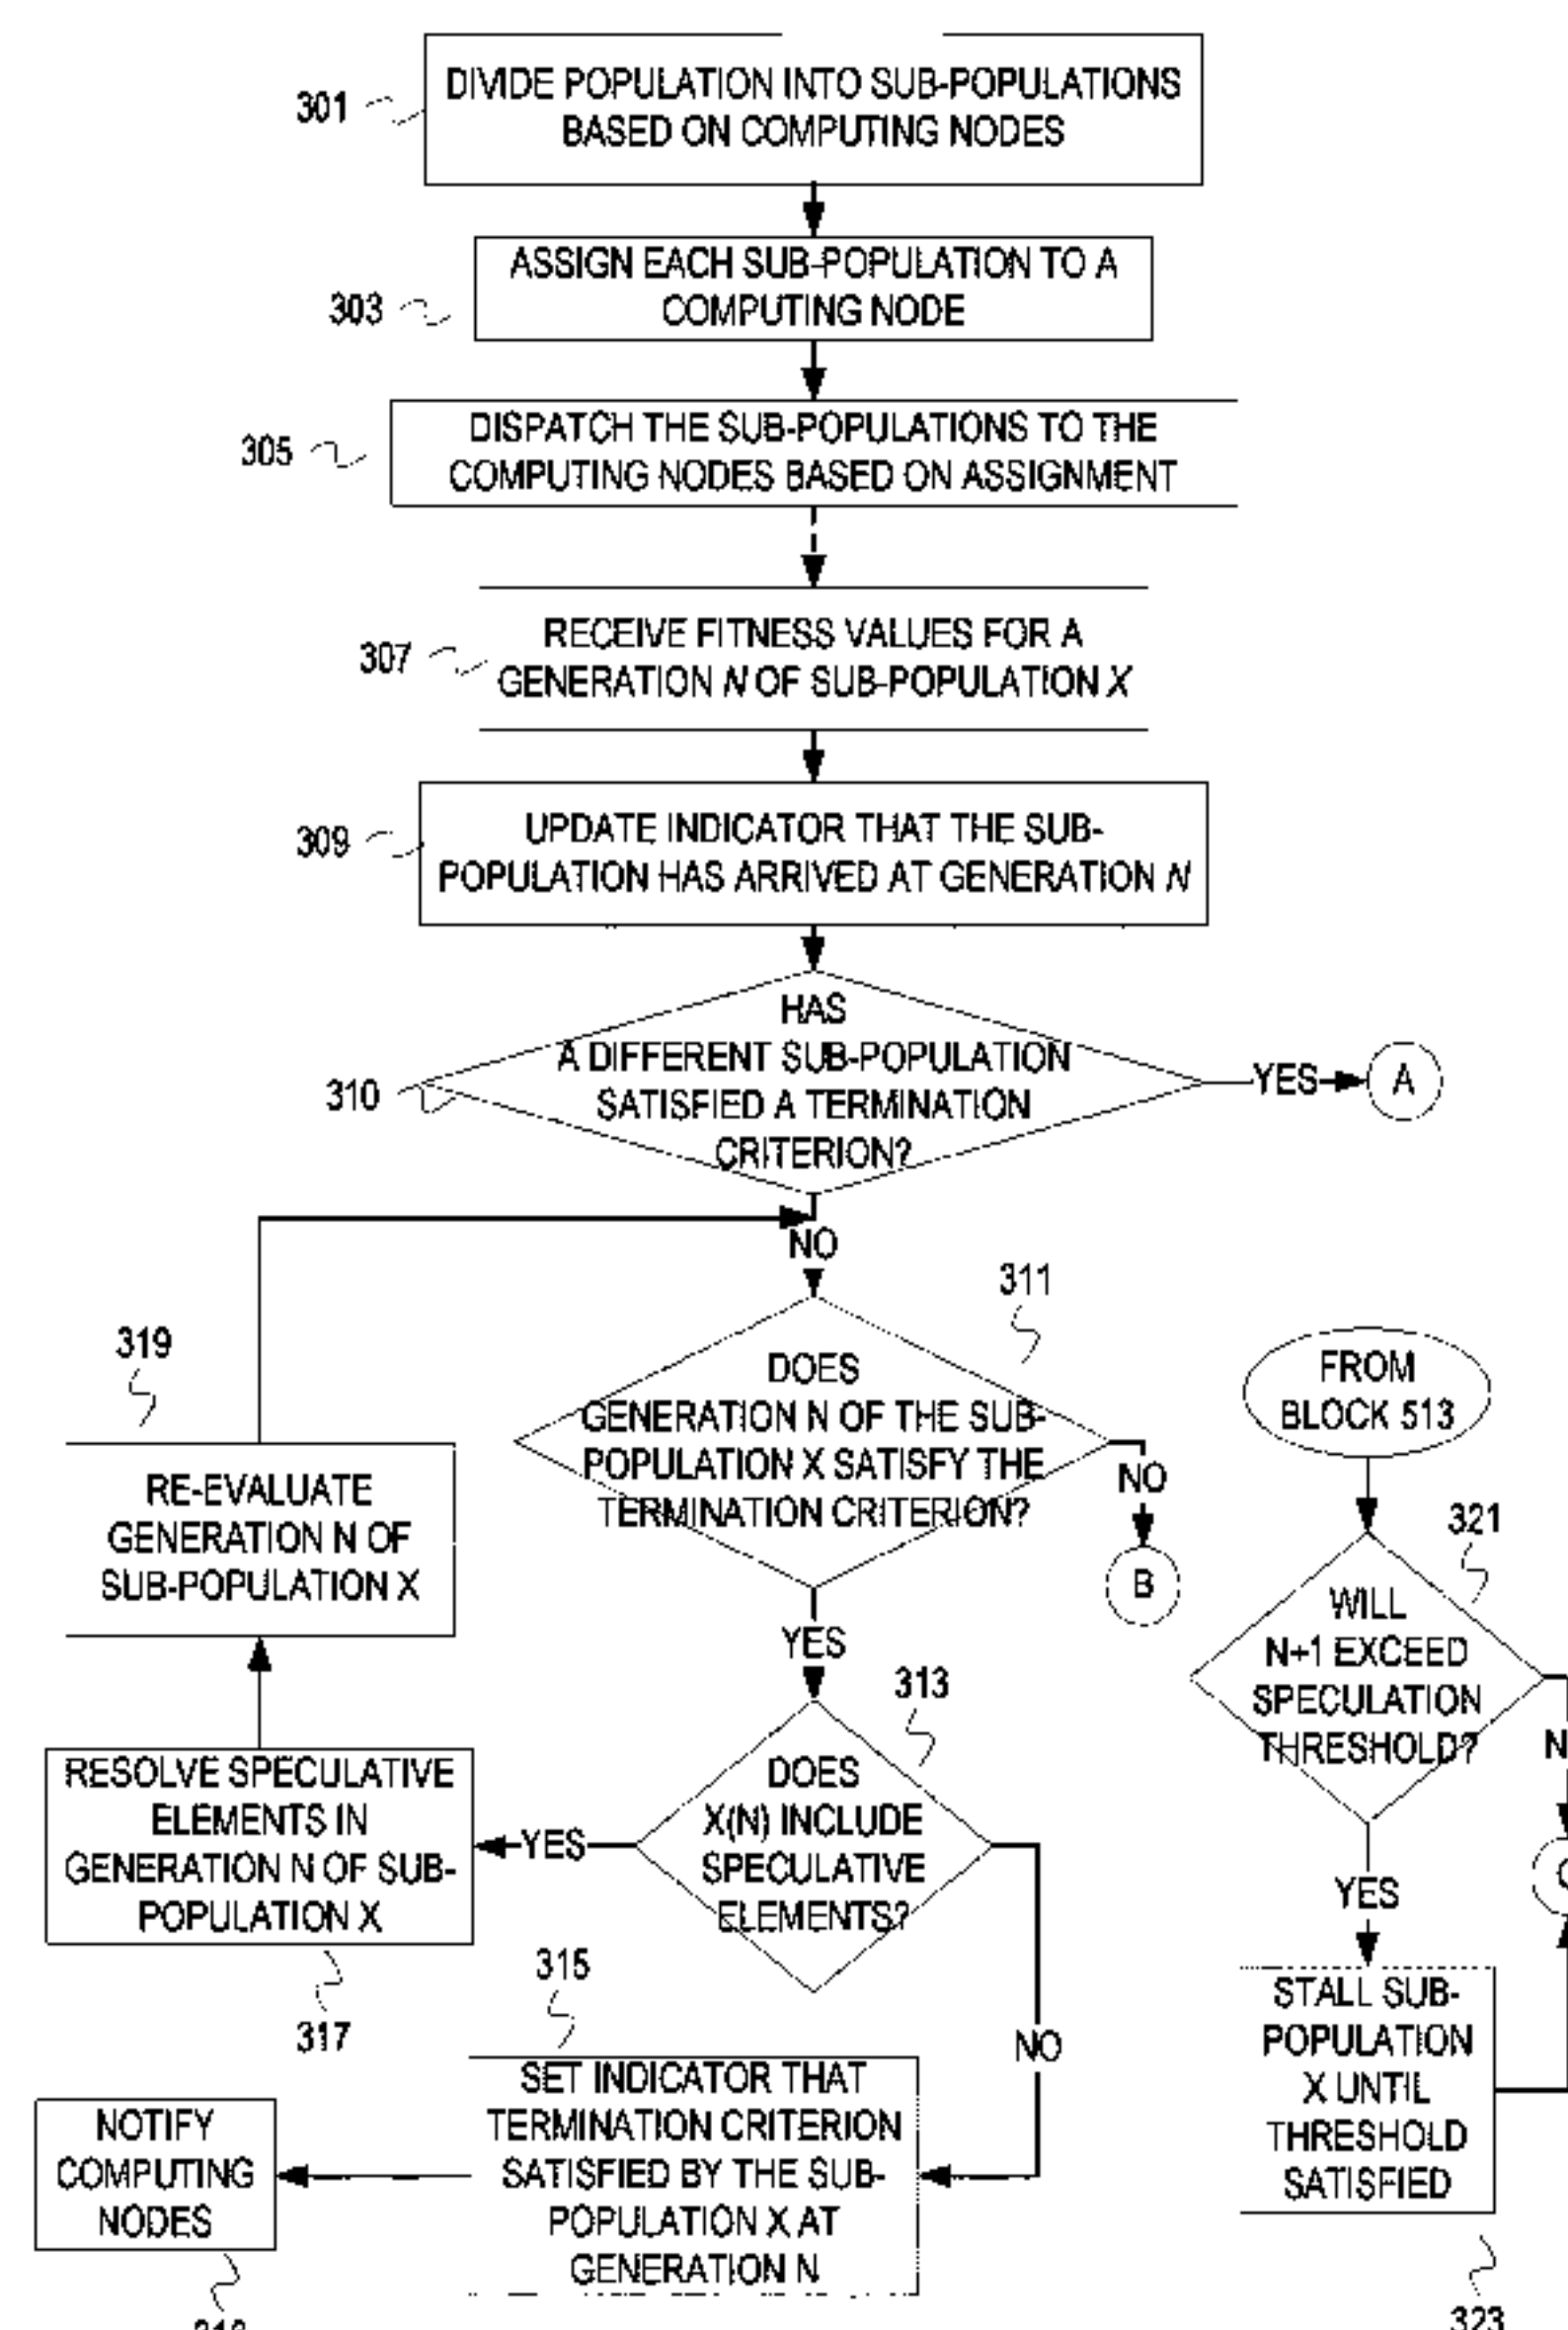 DIVIDE POPULATION INTO SUB-POPULATIONS
BASED ON COMPUTING NODES
301
ASSIGN EACH SUB-POPULATION TO A
COMPUTING NODE
303
DISPATCH THE SUB-POPULATIONS TO THE
COMPUTING NODES BASED ON ASSIGNMENT
305
RECEIVE FITNESS VALUES FOR A
GENERATION N OF SUB-POPULATION X
307
UPDATE INDICATOR THAT THE SUB-
POPULATION HAS ARRIVED AT GENERATION N
309
HAS
A DIFFERENT SUB-POPULATION
SATISFIED A TERMINATION
CRITERION?
310
YES
A
NO
311
DOES
GENERATION N OF THE SUB-
POPULATION X SATISFY THE
TERMINATION CRITERION?
NO
B
YES
319
RE-EVALUATE
GENERATION N OF
SUB-POPULATION X
313
DOES
X(N) INCLUDE
SPECULATIVE
ELEMENTS?
YES
RESOLVE SPECULATIVE
ELEMENTS IN
GENERATION N OF SUB-
POPULATION X
317
NO
315
SET INDICATOR THAT
TERMINATION CRITERION
SATISFIED BY THE SUB-
POPULATION X AT
GENERATION N
NOTIFY
COMPUTING
NODES
FROM
BLOCK 513
321
WILL
N+1 EXCEED
SPECULATION
THRESHOLD?
YES
STALL SUB-
POPULATION
X UNTIL
THRESHOLD
SATISFIED
323